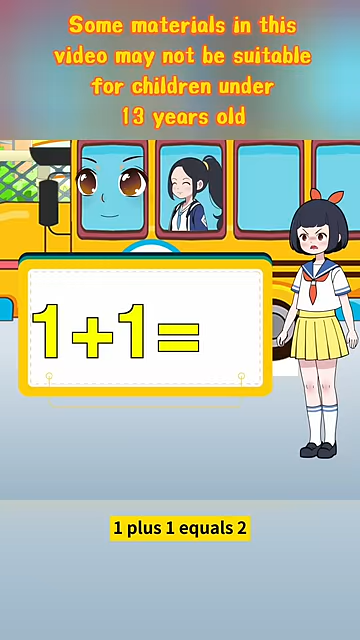 Some materials in this
video may not be suitable
for children under
13 years old
1+1=
1 plus 1 equals 2